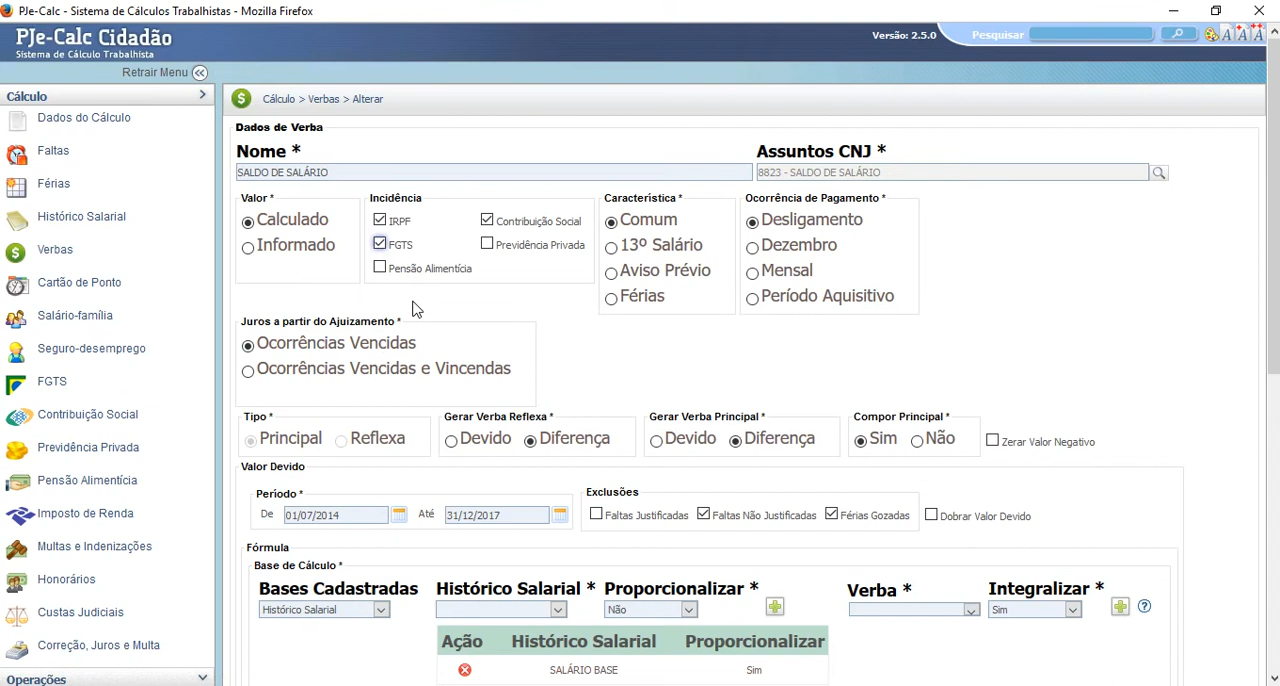 PJe-Calc - Sistema de Cálculos Trabalhistas - Mozilla Firefox
PJe-Calc Cidadão
Sistema de Cálculo Trabalhista
Versão: 2.5.0
Pesquisar
A A A
Retrair Menu
Cálculo
Dados do Cálculo
Faltas
Férias
Histórico Salarial
Verbas
Cartão de Ponto
Salário-família
Seguro-desemprego
FGTS
Contribuição Social
Previdência Privada
Pensão Alimentícia
Imposto de Renda
Multas e Indenizações
Honorários
Custas Judiciais
Correção, Juros e Multa
Operações
Cálculo > Verbas > Alterar
Dados de Verba
Nome * Assuntos CNJ *
SALDO DE SALÁRIO 8823 - SALDO DE SALÁRIO
Valor * Incidência Característica * Ocorrência de Pagamento *
Calculado IRPF Contribuição Social Comum Desligamento
Informado FGTS Previdência Privada 13º Salário Dezembro
Pensão Alimentícia Aviso Prévio Mensal
Férias Período Aquisitivo
Juros a partir do Ajuizamento *
Ocorrências Vencidas
Ocorrências Vencidas e Vincendas
Tipo * Gerar Verba Reflexa * Gerar Verba Principal * Compor Principal *
Principal Reflexa Devido Diferença Devido Diferença Sim Não Zerar Valor Negativo
Valor Devido
Período * Exclusões
De 01/07/2014 Até 31/12/2017 Faltas Justificadas Faltas Não Justificadas Férias Gozadas Dobrar Valor Devido
Fórmula
Base de Cálculo *
Bases Cadastradas Histórico Salarial * Proporcionalizar * Verba * Integralizar *
Histórico Salarial Não Sim
Ação Histórico Salarial Proporcionalizar
SALÁRIO BASE Sim